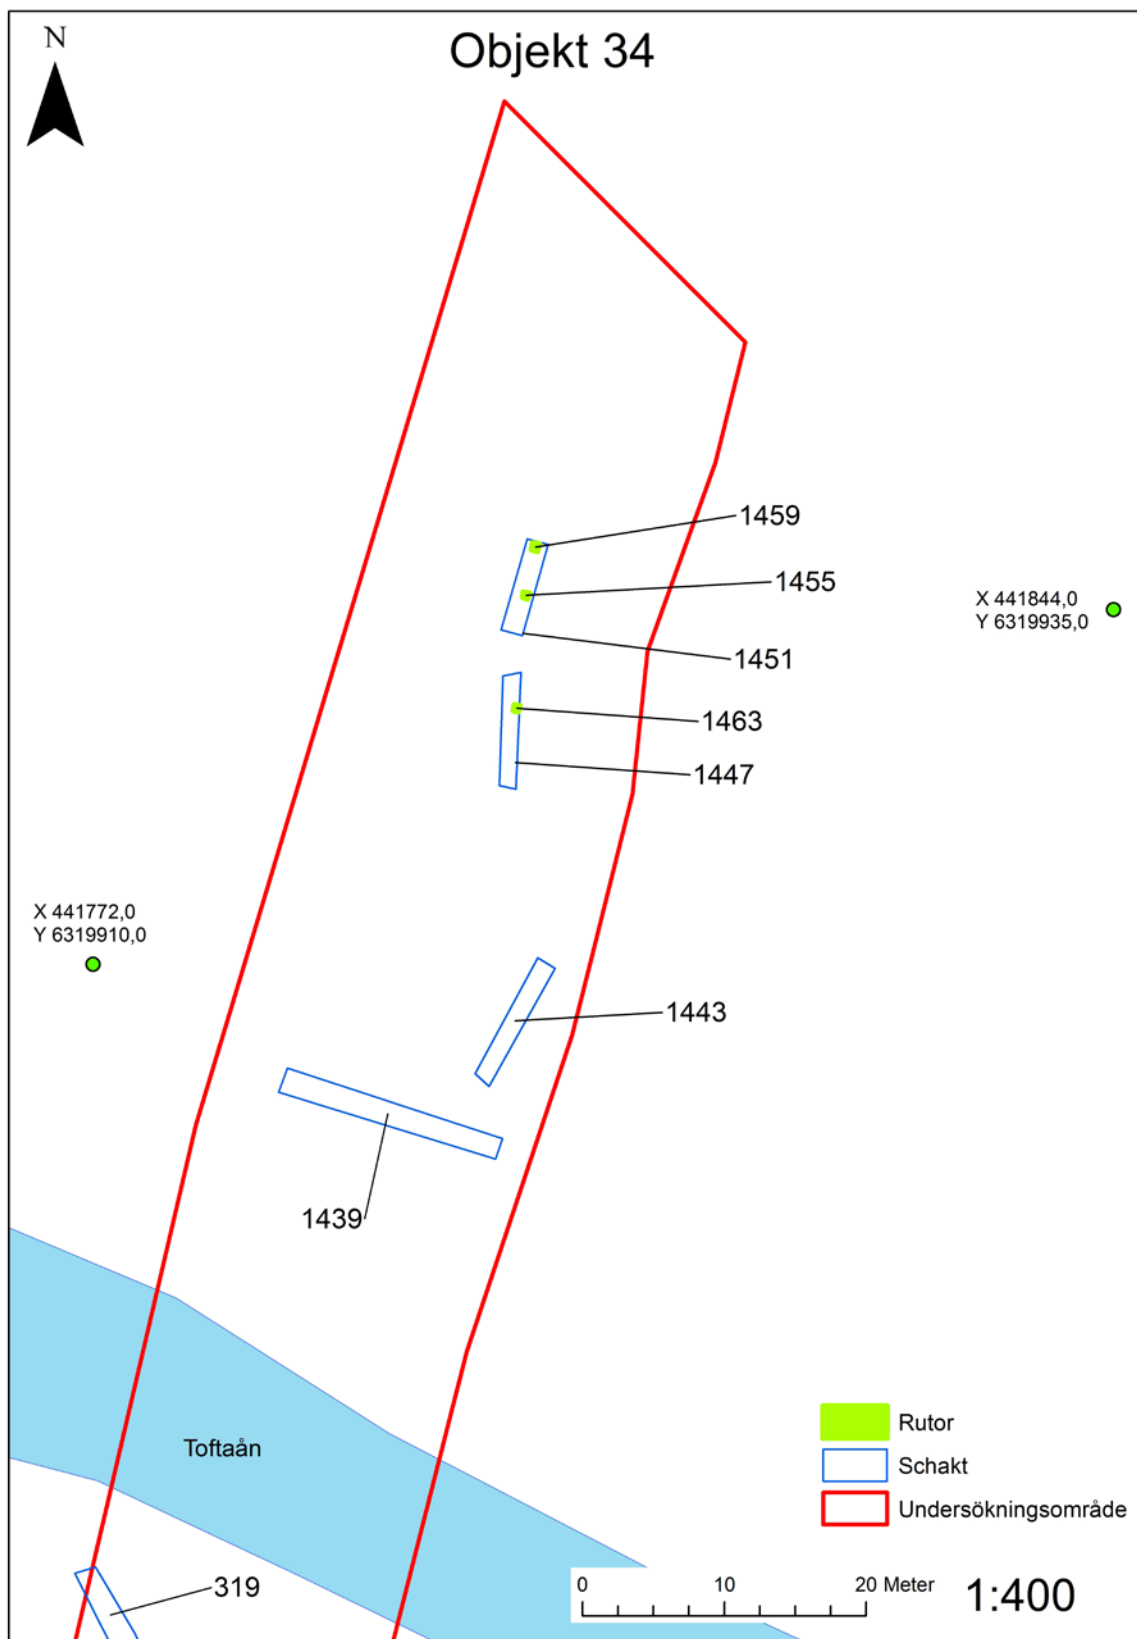 N
Objekt 34
1459
1455
X 441844,0
Y 6319935,0
1451
1463
1447
X 441772,0
Y 6319910,0
1443
1439
Toftaån
Rutor
Schakt
Undersökningsområde
319
0 10 20 Meter
1:400